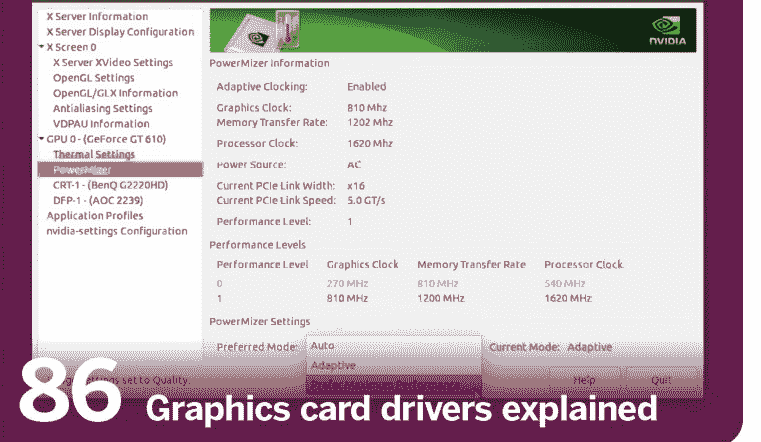 X Server Information
X Server Display Configuration
X Screen 0
X Server XVideo Settings
OpenGL Settings
OpenGL/GLX Information
Antialiasing Settings
VDPAU Information
GPU 0 - (GeForce GT 610)
Thermal Settings
PowerMizer
CRT-1 - (BenQ G2220HD)
DFP-1 - (AOC 2239)
Application Profiles
nvidia-settings Configuration
NVIDIA
PowerMizer Information
Adaptive Clocking: Enabled
Graphics Clock: 810 Mhz
Memory Transfer Rate: 1202 Mhz
Processor Clock: 1620 Mhz
Power Source: AC
Current PCIe Link Width: x16
Current PCIe Link Speed: 5.0 GT/s
Performance Level: 1
Performance Levels
Performance Level Graphics Clock Memory Transfer Rate Processor Clock
0 270 MHz 810 MHz 540 MHz
1 810 MHz 1200 MHz 1620 MHz
PowerMizer Settings
Preferred Mode: Auto Current Mode: Adaptive
Adaptive
settings set to Quality.
Help Quit
86 Graphics card drivers explained